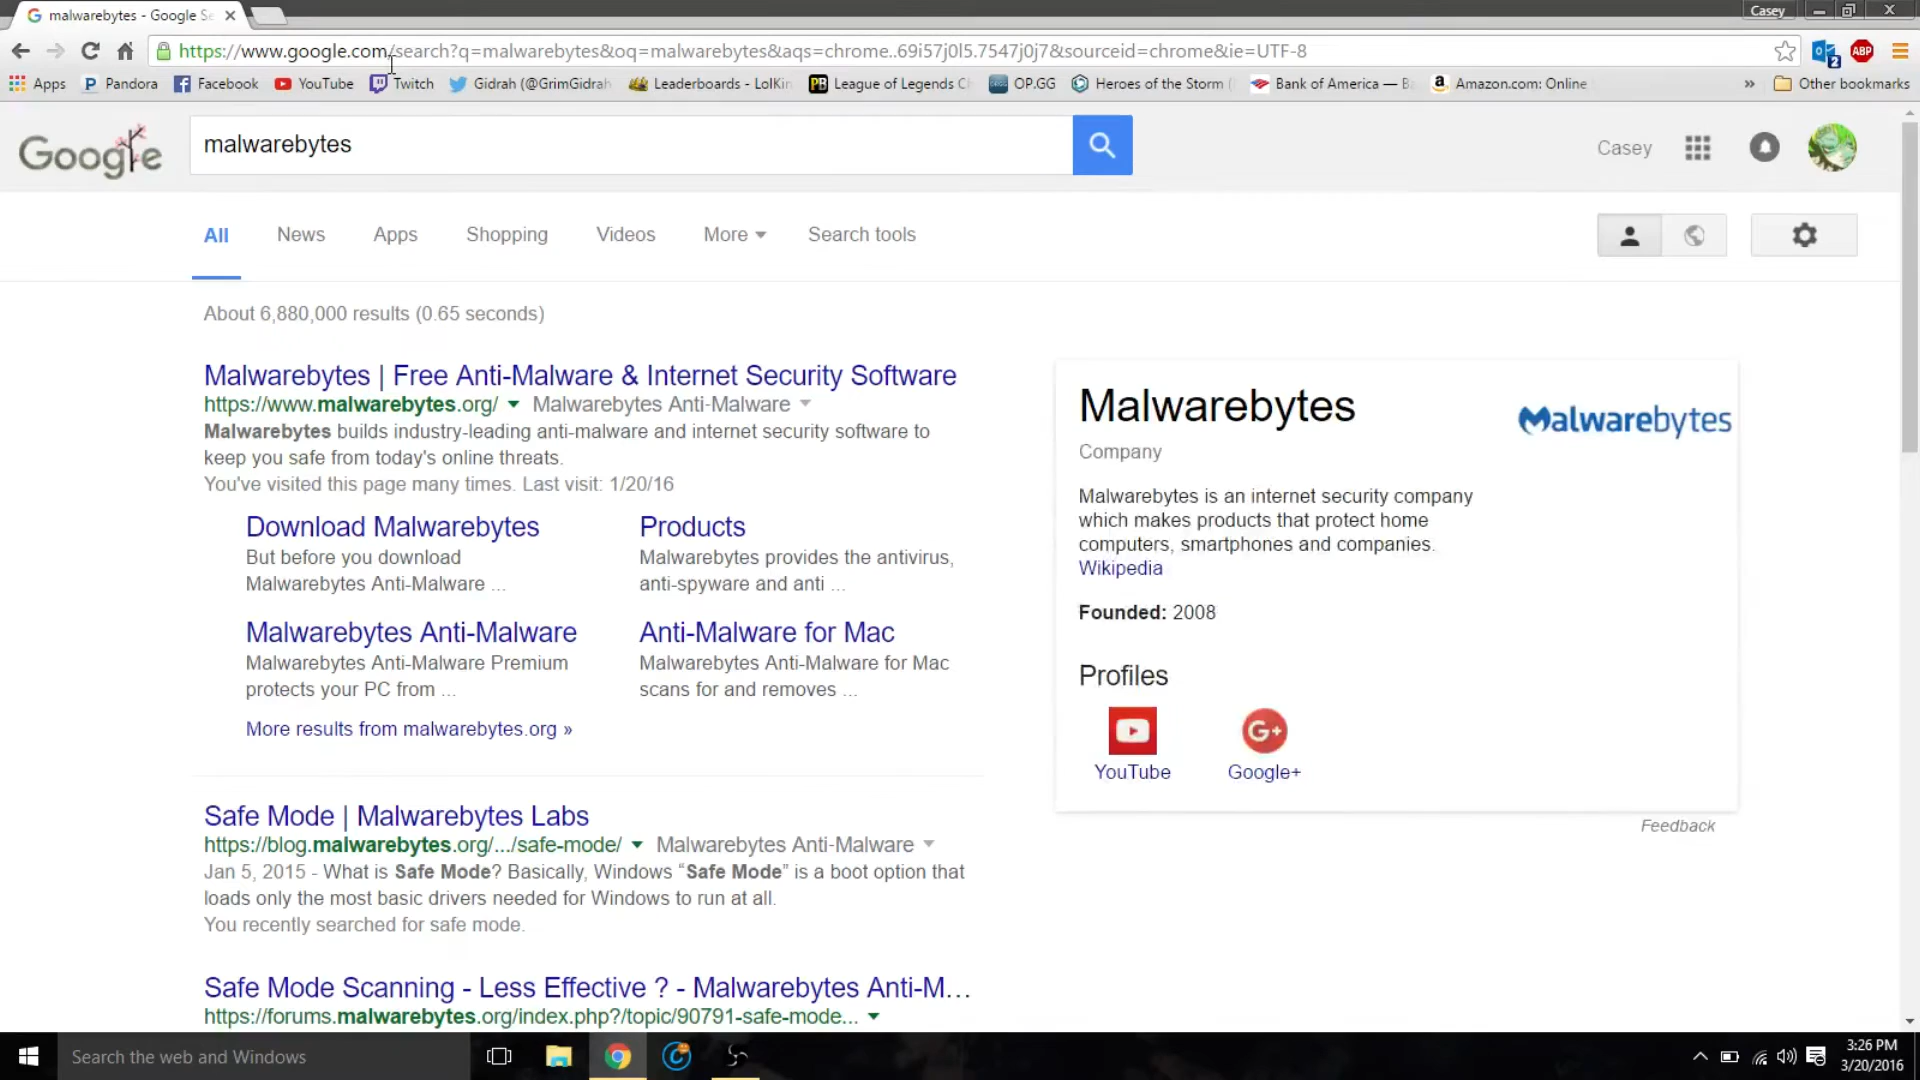 malwarebytes - Google Se
Casey
https://www.google.com/search?q=malwarebytes&oq=malwarebytes&aqs=chrome..69i57j0l5.7547j0j7&sourceid=chrome&ie=UTF-8
2
ABP
Apps
Pandora
Facebook
YouTube
Twitch
Gidrah (@GrimGidrah
Leaderboards - LolKin
PB
League of Legends C
OP.GG
Heroes of the Storm (
Bank of America — B
Amazon.com: Online
»
Other bookmarks
Google
malwarebytes
Casey
All
News
Apps
Shopping
Videos
More
Search tools
About 6,880,000 results (0.65 seconds)
Malwarebytes | Free Anti-Malware & Internet Security Software
https://www.malwarebytes.org/ Malwarebytes Anti-Malware
Malwarebytes builds industry-leading anti-malware and internet security software to
keep you safe from today's online threats.
You've visited this page many times. Last visit: 1/20/16
Download Malwarebytes
But before you download
Malwarebytes Anti-Malware ...
Products
Malwarebytes provides the antivirus,
anti-spyware and anti ...
Malwarebytes Anti-Malware
Malwarebytes Anti-Malware Premium
protects your PC from ...
Anti-Malware for Mac
Malwarebytes Anti-Malware for Mac
scans for and removes ...
More results from malwarebytes.org »
Safe Mode | Malwarebytes Labs
https://blog.malwarebytes.org/.../safe-mode/ Malwarebytes Anti-Malware
Jan 5, 2015 - What is Safe Mode? Basically, Windows “Safe Mode” is a boot option that
loads only the most basic drivers needed for Windows to run at all.
You recently searched for safe mode.
Safe Mode Scanning - Less Effective ? - Malwarebytes Anti-M...
https://forums.malwarebytes.org/index.php?/topic/90791-safe-mode...
Malwarebytes
Company
Malwarebytes
Malwarebytes is an internet security company
which makes products that protect home
computers, smartphones and companies.
Wikipedia
Founded: 2008
Profiles
YouTube
G+
Google+
Feedback
Search the web and Windows
3:26 PM
3/20/2016